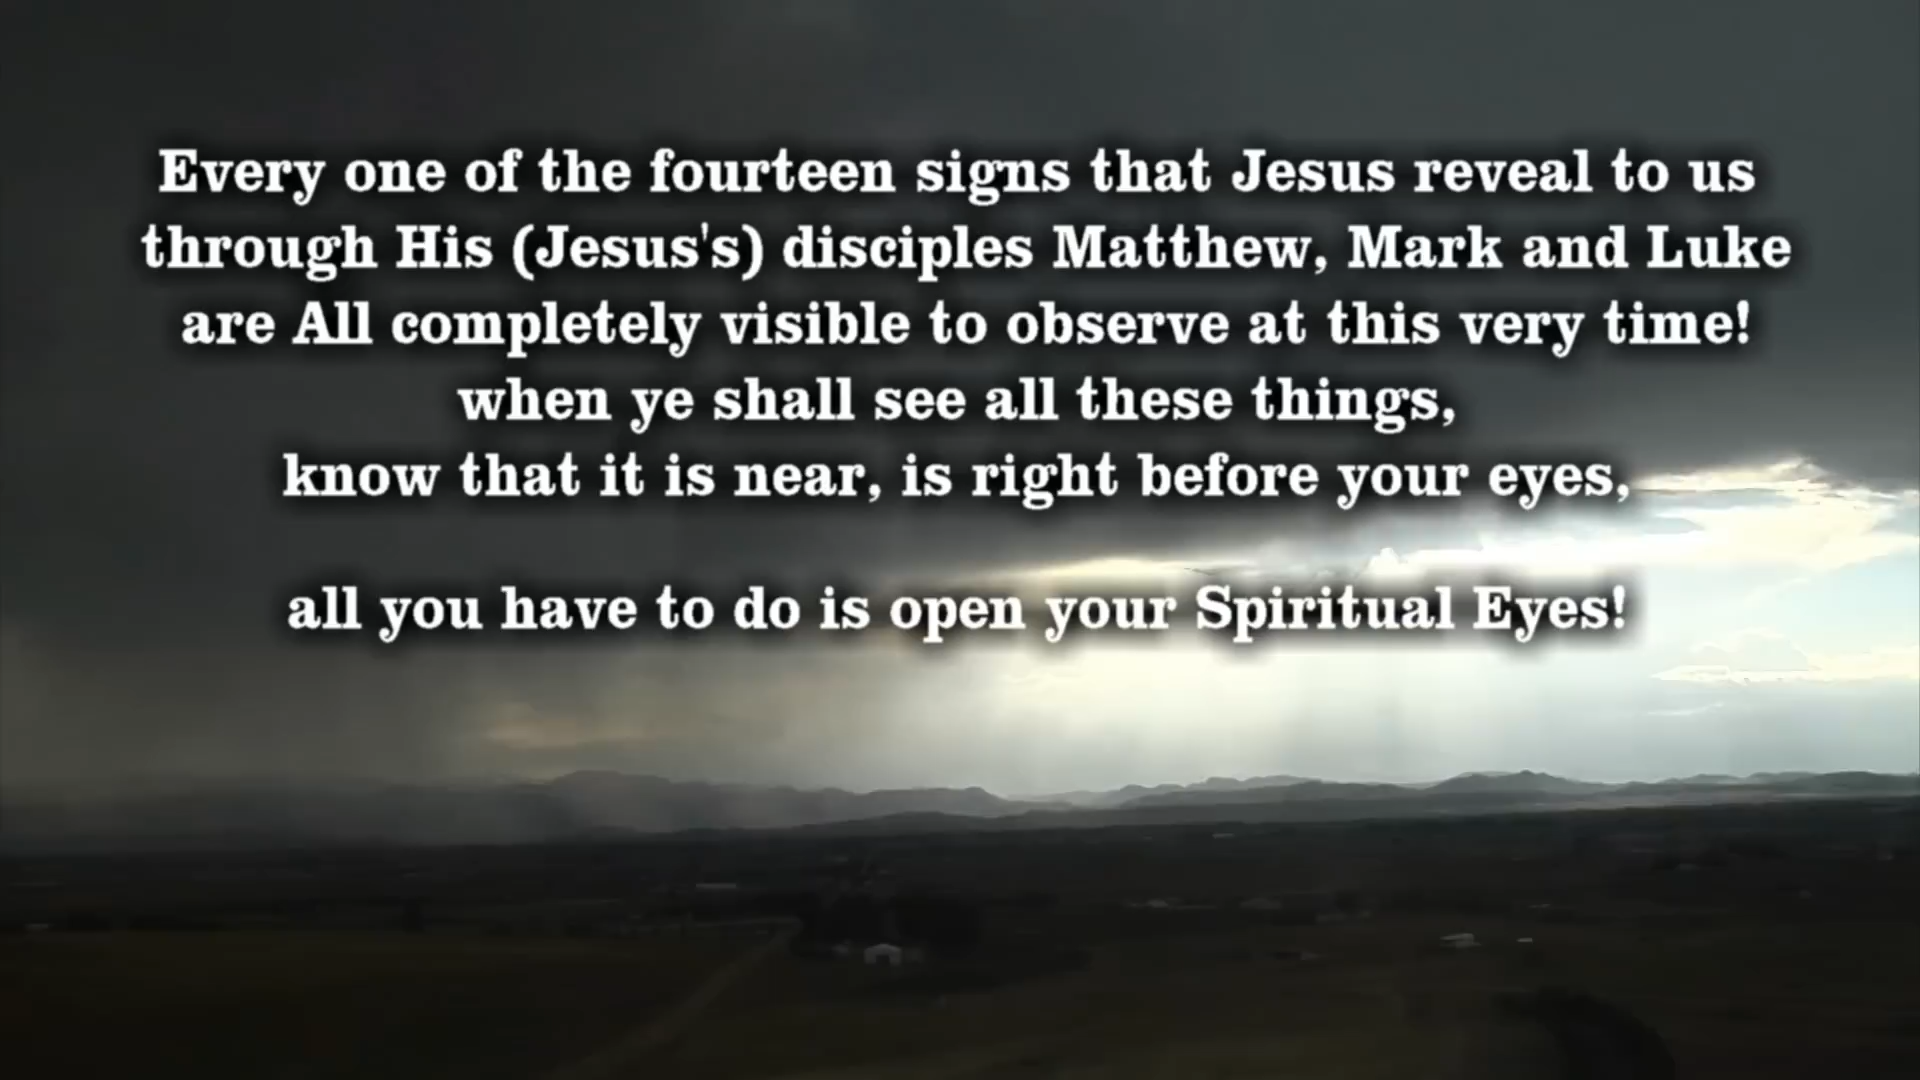 Every one of the fourteen signs that Jesus reveal to us
through His (Jesus's) disciples Matthew, Mark and Luke
are All completely visible to observe at this very time!
when ye shall see all these things,
know that it is near, is right before your eyes,
all you have to do is open your Spiritual Eyes!